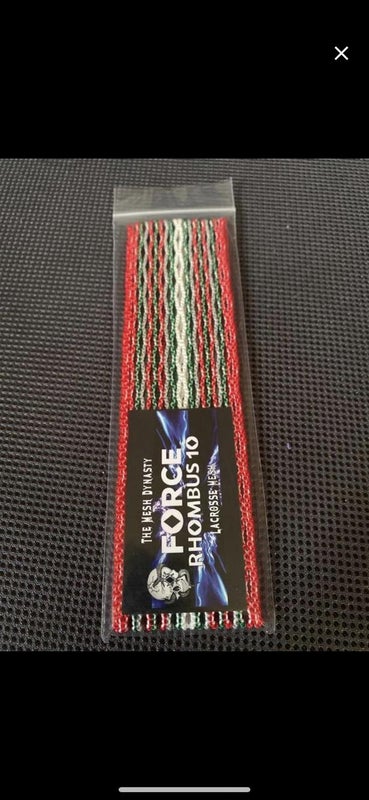 THE MESH DYNASTY
FORCE
RHOMBUS 10
LACROSSE MESH